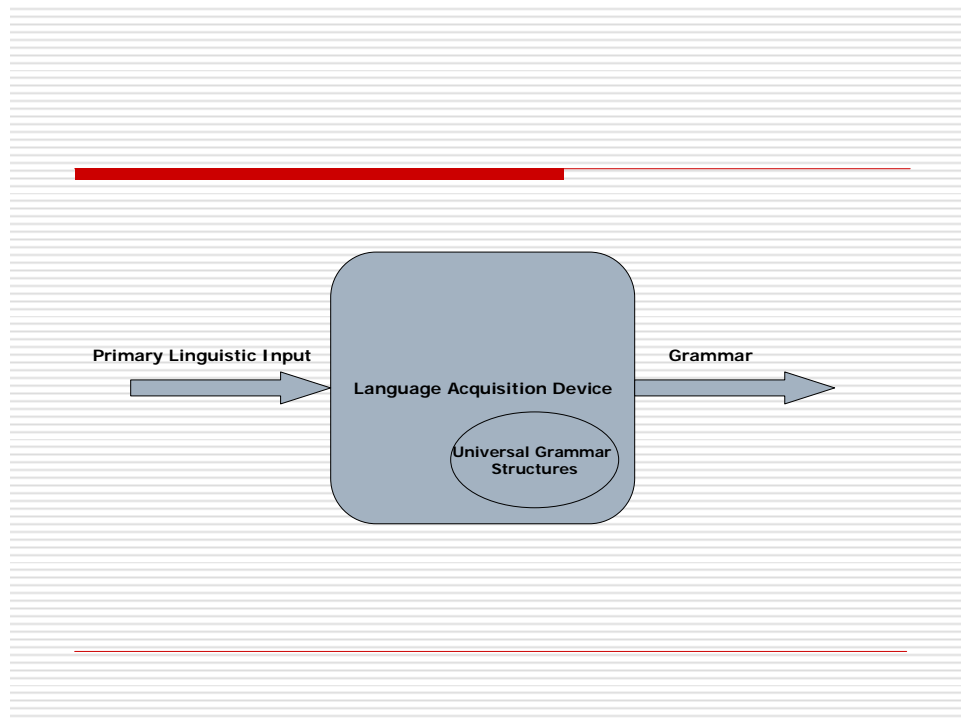 Primary Linguistic Input
Grammar
Language Acquisition Device
Universal Grammar
Structures